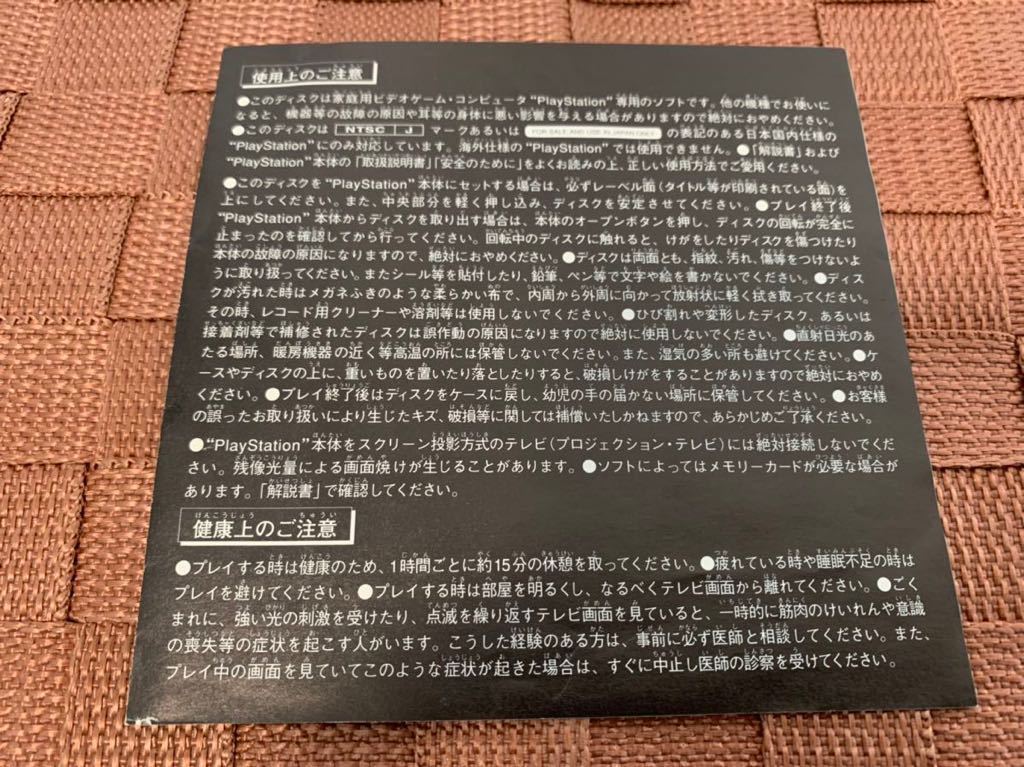 使用上のご注意
●このディスクは家庭用ビデオゲーム・コンピュータ“PlayStation”専用のソフトです。他の機種でお使いに
なると、機器等の故障の原因や耳等の身体に悪い影響を与える場合がありますので絶対におやめください。
●このディスクは NTSC J マークあるいは FOR SALE AND USE IN JAPAN ONLY の表記のある日本国内仕様の
“PlayStation”にのみ対応しています。海外仕様の“PlayStation”では使用できません。●「解説書」および
“PlayStation”本体の「取扱説明書」「安全のために」をよくお読みの上、正しい使用方法でご愛用ください。
●このディスクを“PlayStation”本体にセットする場合は、必ずレーベル面(タイトル等が印刷されている面)を
上にしてください。また、中央部分を軽く押し込み、ディスクを安定させてください。●プレイ終了後
“PlayStation”本体からディスクを取り出す場合は、本体のオープンボタンを押し、ディスクの回転が完全に
止まったのを確認してから行ってください。回転中のディスクに触れると、けがをしたりディスクを傷つけたり
本体の故障の原因になりますので、絶対におやめください。●ディスクは両面とも、指紋、汚れ、傷等をつけないよ
うに取り扱ってください。またシール等を貼付したり、鉛筆、ペン等で文字や絵を書かないでください。●ディス
クが汚れた時はメガネふきのような柔らかい布で、内周から外周に向かって放射状に軽く拭き取ってください。
その時、レコード用クリーナーや溶剤等は使用しないでください。●ひび割れや変形したディスク、あるいは
接着剤等で補修されたディスクは誤作動の原因になりますので絶対に使用しないでください。●直射日光のあ
たる場所、暖房機器の近く等高温の所には保管しないでください。また、湿気の多い所も避けてください。●ケ
ースやディスクの上に、重いものを置いたり落としたりすると、破損しけがをすることがありますので絶対におやめ
ください。●プレイ終了後はディスクをケースに戻し、幼児の手の届かない場所に保管してください。●お客様
の誤ったお取り扱いにより生じたキズ、破損等に関しては補償いたしかねますので、あらかじめご了承ください。
●“PlayStation”本体をスクリーン投影方式のテレビ(プロジェクション・テレビ)には絶対接続しないでくだ
さい。残像光量による画面焼けが生じることがあります。●ソフトによってはメモリーカードが必要な場合が
あります。「解説書」で確認してください。
健康上のご注意
●プレイする時は健康のため、1時間ごとに約15分の休憩を取ってください。●疲れている時や睡眠不足の時は
プレイを避けてください。●プレイする時は部屋を明るくし、なるべくテレビ画面から離れてください。●ごく
まれに、強い光の刺激を受けたり、点滅を繰り返すテレビ画面を見ていると、一時的に筋肉のけいれんや意識
の喪失等の症状を起こす人がいます。こうした経験のある方は、事前に必ず医師と相談してください。また、
プレイ中の画面を見ていてこのような症状が起きた場合は、すぐに中止し医師の診察を受けてください。